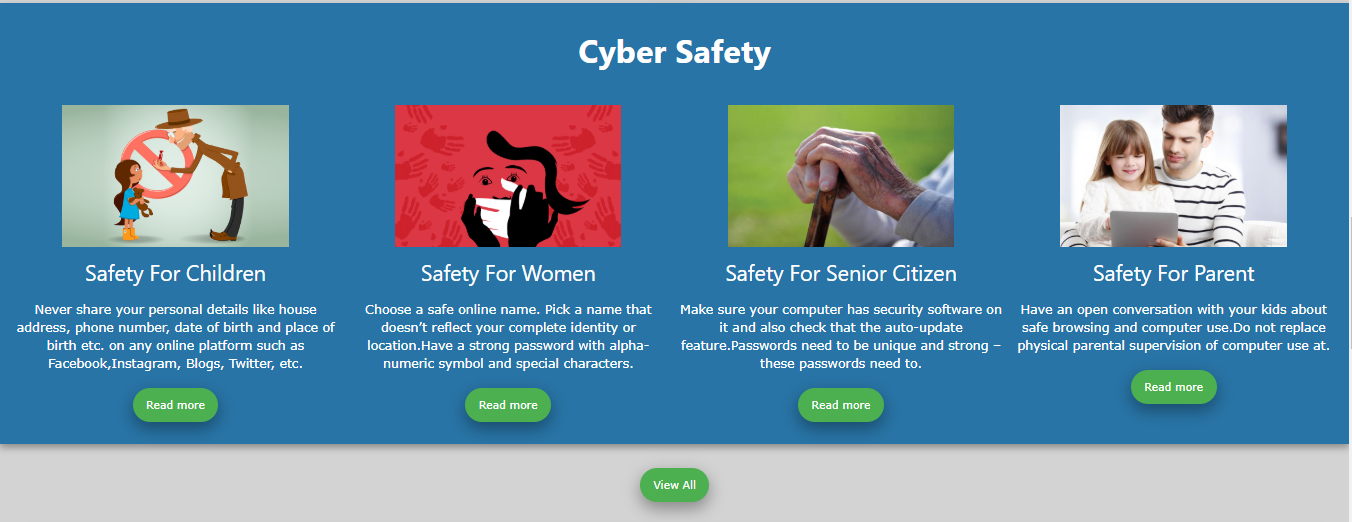 Cyber Safety
Safety For Children
Never share your personal details like house
address, phone number, date of birth and place of
birth etc. on any online platform such as
Facebook,Instagram, Blogs, Twitter, etc.
Read more
Safety For Women
Choose a safe online name. Pick a name that
doesn’t reflect your complete identity or
location.Have a strong password with alpha-
numeric symbol and special characters.
Read more
Safety For Senior Citizen
Make sure your computer has security software on
it and also check that the auto-update
feature.Passwords need to be unique and strong –
these passwords need to.
Read more
Safety For Parent
Have an open conversation with your kids about
safe browsing and computer use.Do not replace
physical parental supervision of computer use at.
Read more
View All